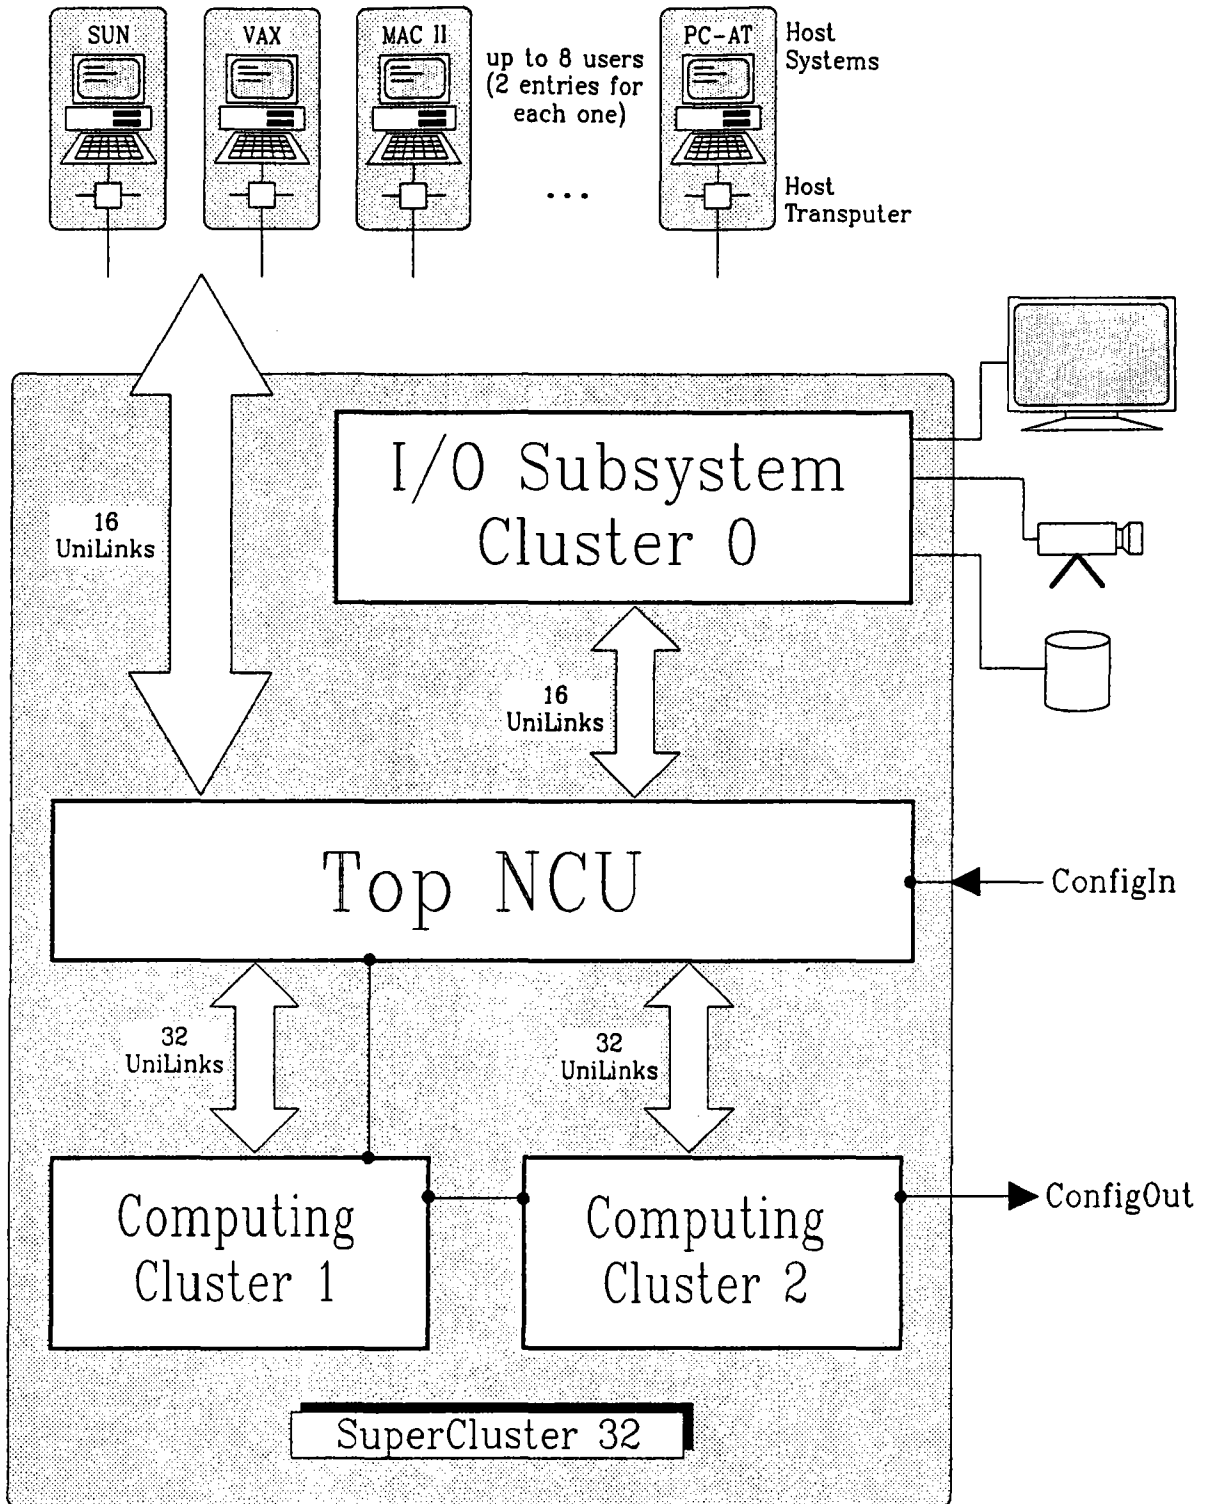 SUN
VAX
MAC II
up to 8 users
(2 entries for
each one)
...
PC-AT
Host
Systems
Host
Transputer
16
UniLinks
I/O Subsystem
Cluster 0
16
UniLinks
Top NCU
ConfigIn
32
UniLinks
32
UniLinks
Computing
Cluster 1
Computing
Cluster 2
ConfigOut
SuperCluster 32